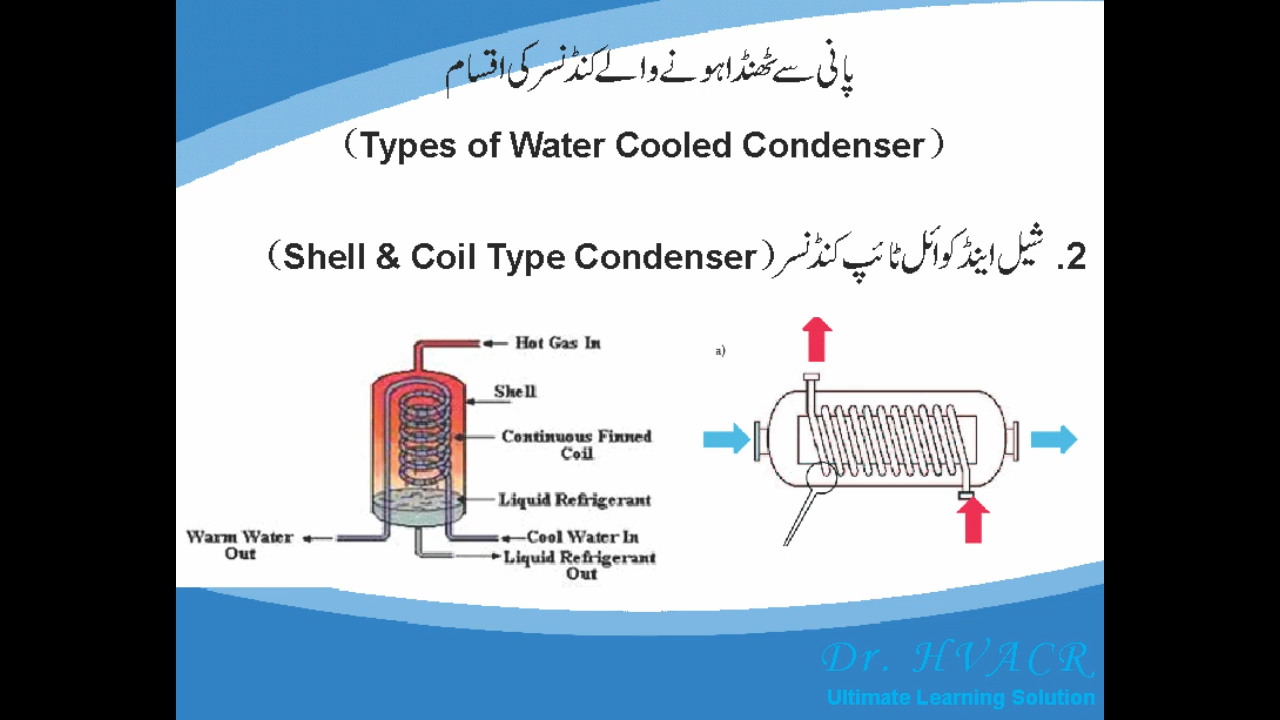 پانی سے ٹھنڈا ہونے والے کنڈنسر کی اقسام
(Types of Water Cooled Condenser)
2. شیل اینڈ کوائل ٹائپ کنڈنسر (Shell & Coil Type Condenser)
Hot Gas In
Shell
Continuous Finned
Coil
Liquid Refrigerant
Warm Water
Out
Cool Water In
Liquid Refrigerant
Out
a)
Dr. HVACR
Ultimate Learning Solution